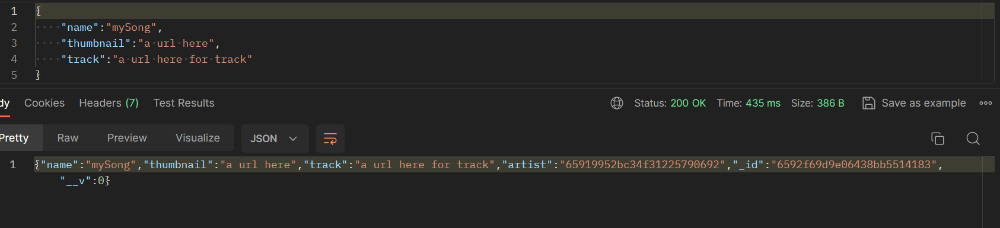 1 {
2 "name":"mySong",
3 "thumbnail":"a url here",
4 "track":"a url here for track"
5 }
dy Cookies Headers (7) Test Results Status: 200 OK Time: 435 ms Size: 386 B Save as example
Pretty Raw Preview Visualize JSON
1 {"name":"mySong","thumbnail":"a url here","track":"a url here for track","artist":"65919952bc34f31225790692","_id":"6592f69d9e06438bb5514183",
"__v":0}